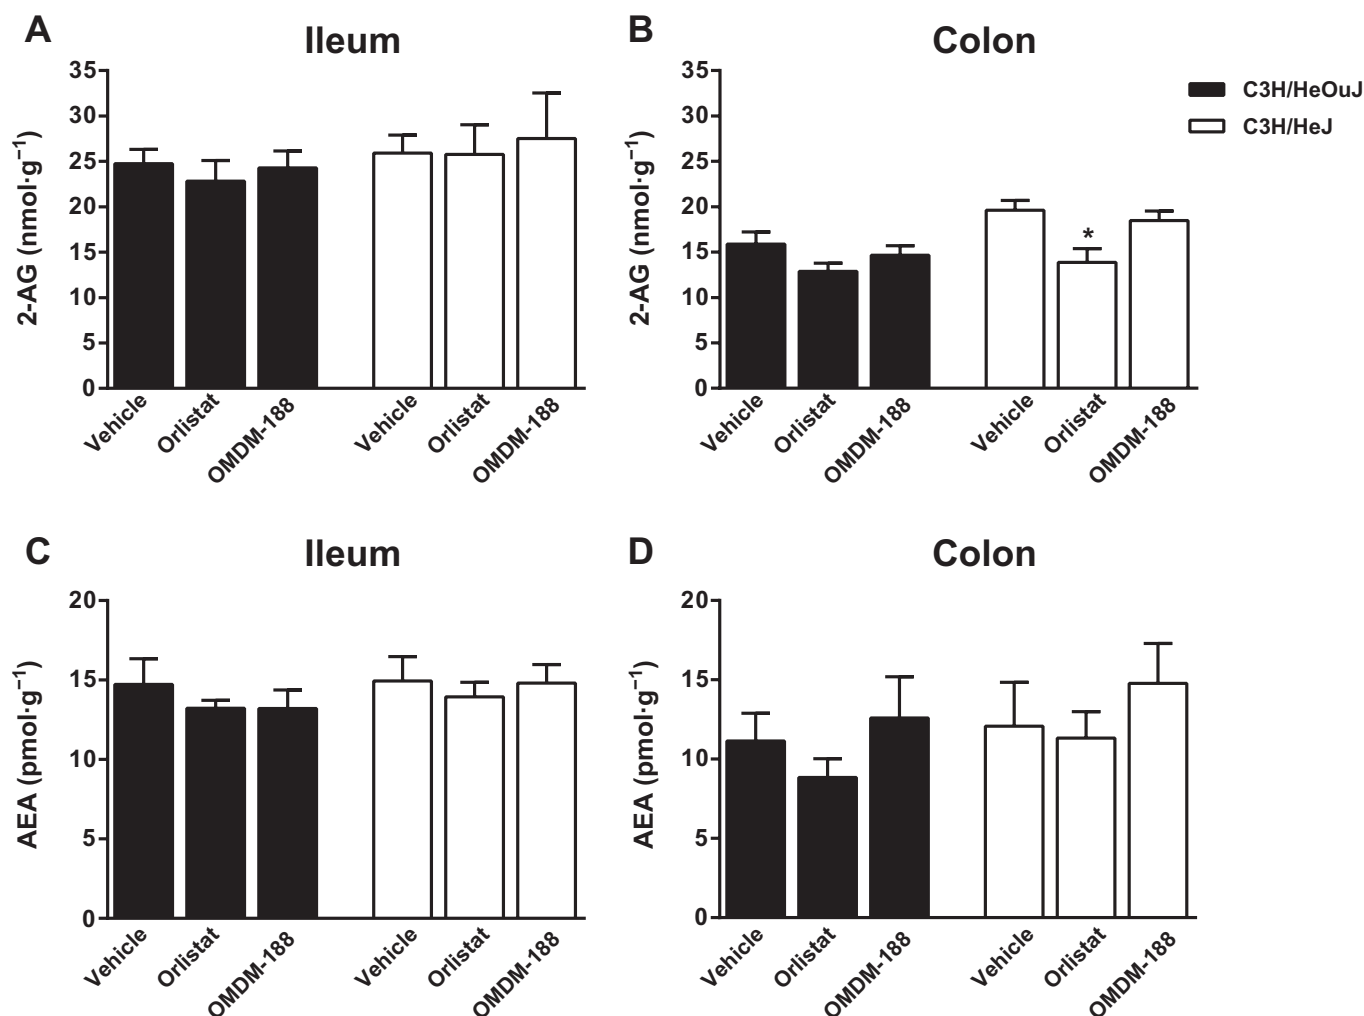 A
Ileum
35
30
25
20
15
10
5
0
2-AG (nmol·g⁻¹)
Vehicle
Orlistat
OMDM-188
Vehicle
Orlistat
OMDM-188
B
Colon
35
30
25
20
15
10
5
0
2-AG (nmol·g⁻¹)
*
Vehicle
Orlistat
OMDM-188
Vehicle
Orlistat
OMDM-188
C3H/HeOuJ
C3H/HeJ
C
Ileum
20
15
10
5
0
AEA (pmol·g⁻¹)
Vehicle
Orlistat
OMDM-188
Vehicle
Orlistat
OMDM-188
D
Colon
20
15
10
5
0
AEA (pmol·g⁻¹)
Vehicle
Orlistat
OMDM-188
Vehicle
Orlistat
OMDM-188